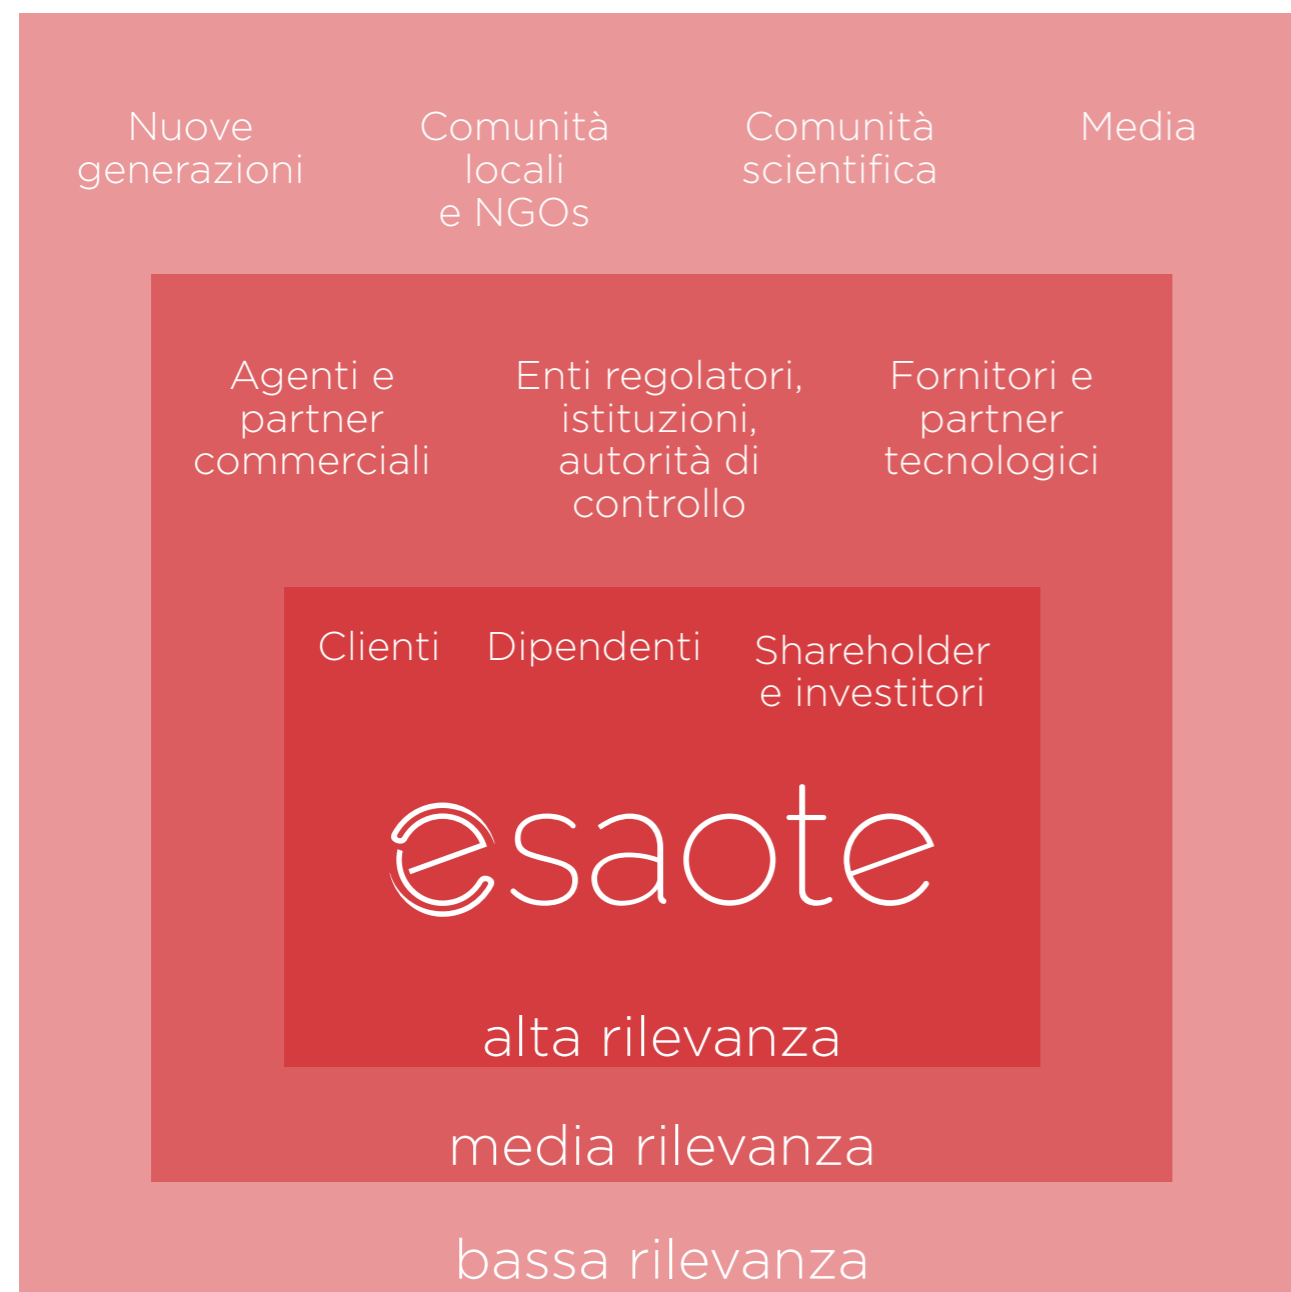 Nuove
generazioni
Comunità
locali
e NGOs
Comunità
scientifica
Media
Agenti e
partner
commerciali
Enti regolatori,
istituzioni,
autorità di
controllo
Fornitori e
partner
tecnologici
Clienti
Dipendenti
Shareholder
e investitori
esaote
alta rilevanza
media rilevanza
bassa rilevanza